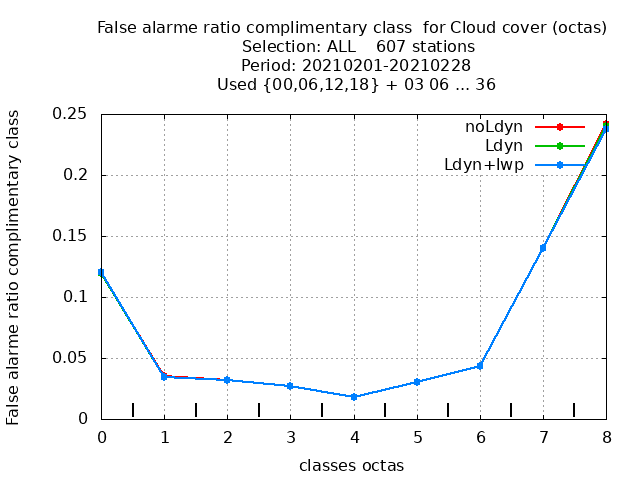 False alarme ratio complimentary class  for Cloud cover (octas)
Selection: ALL    607 stations
Period: 20210201-20210228
Used {00,06,12,18} + 03 06 ... 36
False alarme ratio complimentary class
0.25
0.2
0.15
0.1
0.05
0
noLdyn
Ldyn
Ldyn+lwp
0 1 2 3 4 5 6 7 8
classes octas